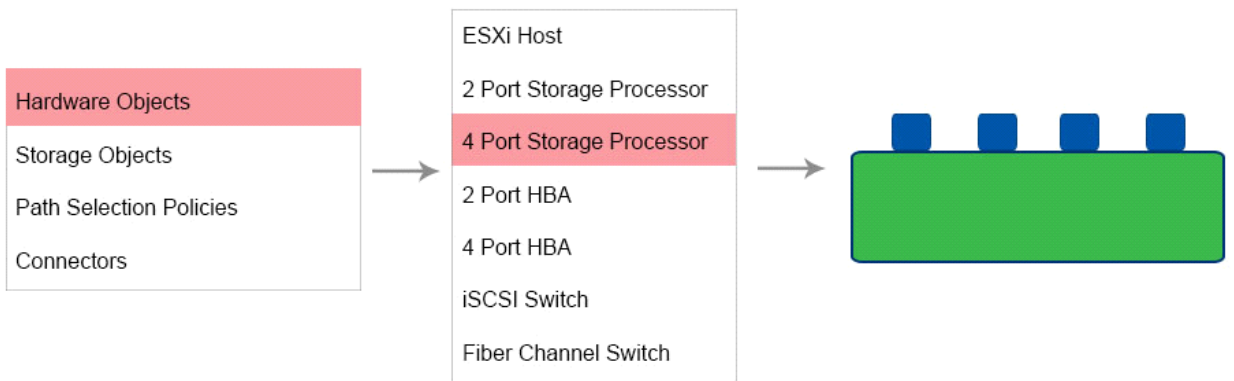 Hardware Objects
Storage Objects
Path Selection Policies
Connectors
ESXi Host
2 Port Storage Processor
4 Port Storage Processor
2 Port HBA
4 Port HBA
iSCSI Switch
Fiber Channel Switch